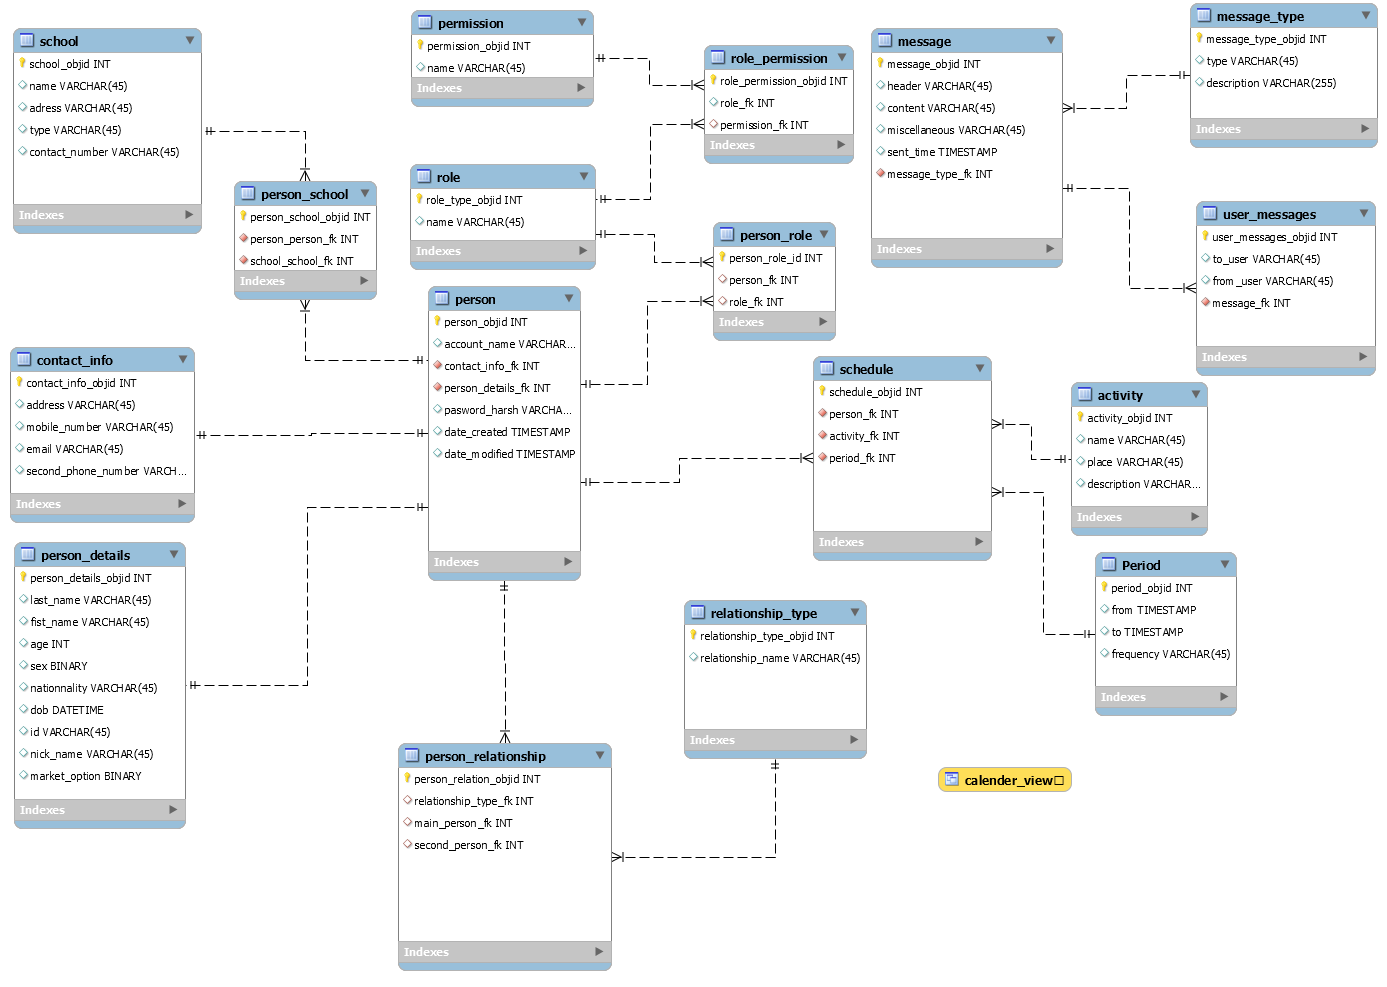 school
school_objid INT
name VARCHAR(45)
adress VARCHAR(45)
type VARCHAR(45)
contact_number VARCHAR(45)
Indexes
permission
permission_objid INT
name VARCHAR(45)
Indexes
role_permission
role_permission_objid INT
role_fk INT
permission_fk INT
Indexes
message
message_objid INT
header VARCHAR(45)
content VARCHAR(45)
miscellaneous VARCHAR(45)
sent_time TIMESTAMP
message_type_fk INT
Indexes
message_type
message_type_objid INT
type VARCHAR(45)
description VARCHAR(255)
Indexes
person_school
person_school_objid INT
person_person_fk INT
school_school_fk INT
Indexes
role
role_type_objid INT
name VARCHAR(45)
Indexes
person_role
person_role_id INT
person_fk INT
role_fk INT
Indexes
user_messages
user_messages_objid INT
to_user VARCHAR(45)
from_user VARCHAR(45)
message_fk INT
Indexes
person
person_objid INT
account_name VARCHAR...
contact_info_fk INT
person_details_fk INT
pasword_harsh VARCHA...
date_created TIMESTAMP
date_modified TIMESTAMP
Indexes
contact_info
contact_info_objid INT
address VARCHAR(45)
mobile_number VARCHAR(45)
email VARCHAR(45)
second_phone_number VARCH...
Indexes
schedule
schedule_objid INT
person_fk INT
activity_fk INT
period_fk INT
Indexes
activity
activity_objid INT
name VARCHAR(45)
place VARCHAR(45)
description VARCHAR...
Indexes
person_details
person_details_objid INT
last_name VARCHAR(45)
fist_name VARCHAR(45)
age INT
sex BINARY
nationnality VARCHAR(45)
dob DATETIME
id VARCHAR(45)
nick_name VARCHAR(45)
market_option BINARY
Indexes
Period
period_objid INT
from TIMESTAMP
to TIMESTAMP
frequency VARCHAR(45)
Indexes
relationship_type
relationship_type_objid INT
relationship_name VARCHAR(45)
Indexes
person_relationship
person_relation_objid INT
relationship_type_fk INT
main_person_fk INT
second_person_fk INT
Indexes
calender_view